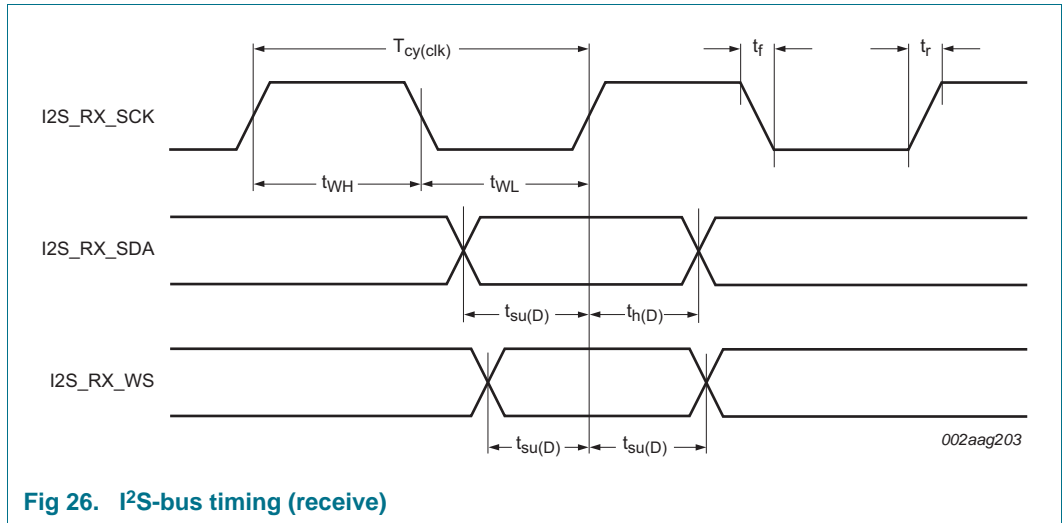 Tcy(clk) tf tr
I2S_RX_SCK
tWH tWL
I2S_RX_SDA
tsu(D) th(D)
I2S_RX_WS
tsu(D) tsu(D)
002aag203
Fig 26. I²S-bus timing (receive)